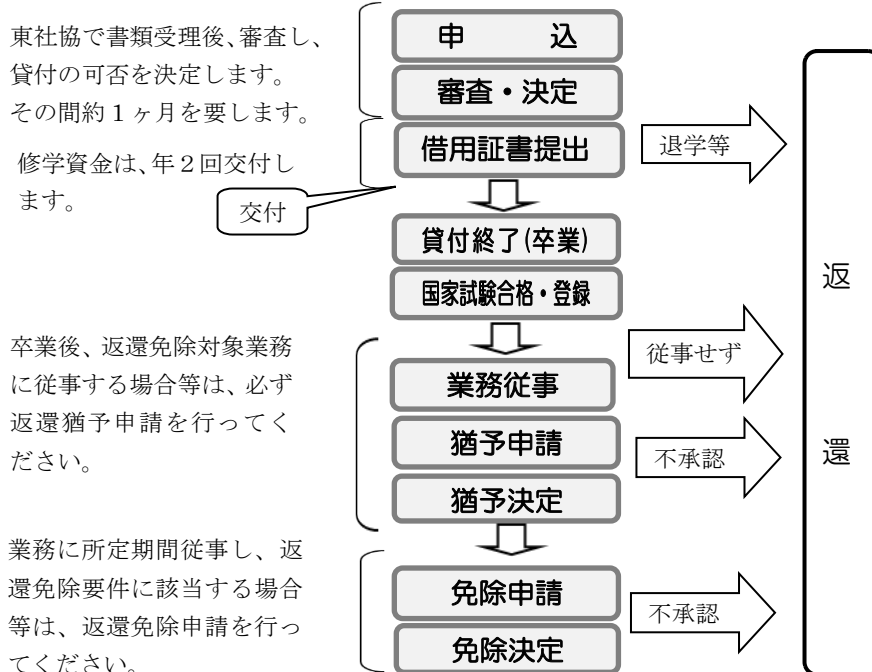 東社協で書類受理後、審査し、
貸付の可否を決定します。
その間約1ヶ月を要します。
修学資金は、年2回交付し
ます。
交付
申　込
審査・決定
借用証書提出
退学等
貸付終了(卒業)
国家試験合格・登録
卒業後、返還免除対象業務
に従事する場合等は、必ず
返還猶予申請を行ってく
ださい。
従事せず
業務従事
猶予申請
不承認
猶予決定
業務に所定期間従事し、返
還免除要件に該当する場合
等は、返還免除申請を行っ
てください。
免除申請
不承認
免除決定
返
還